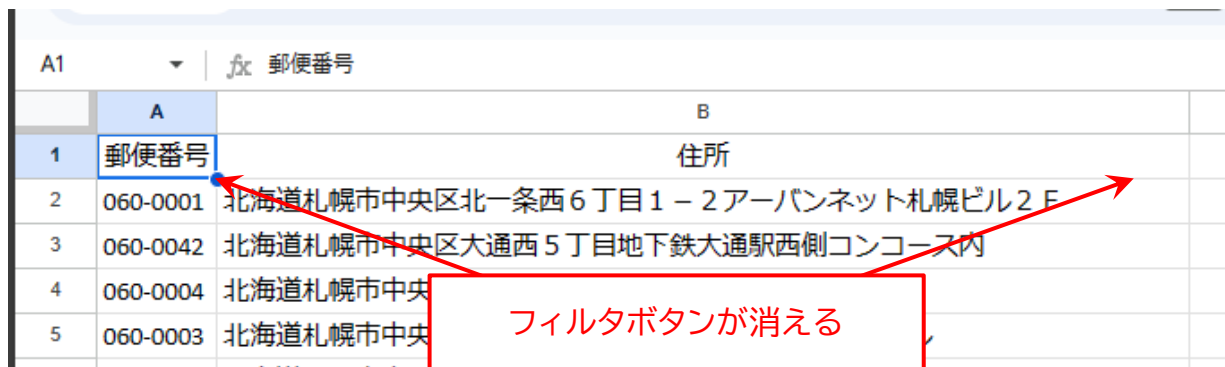 A1 fx 郵便番号
A B
1 郵便番号 住所
2 060-0001 北海道札幌市中央区北一条西６丁目１－２アーバンネット札幌ビル２Ｆ
3 060-0042 北海道札幌市中央区大通西５丁目地下鉄大通駅西側コンコース内
4 060-0004 北海道札幌市中央
フィルタボタンが消える
5 060-0003 北海道札幌市中央